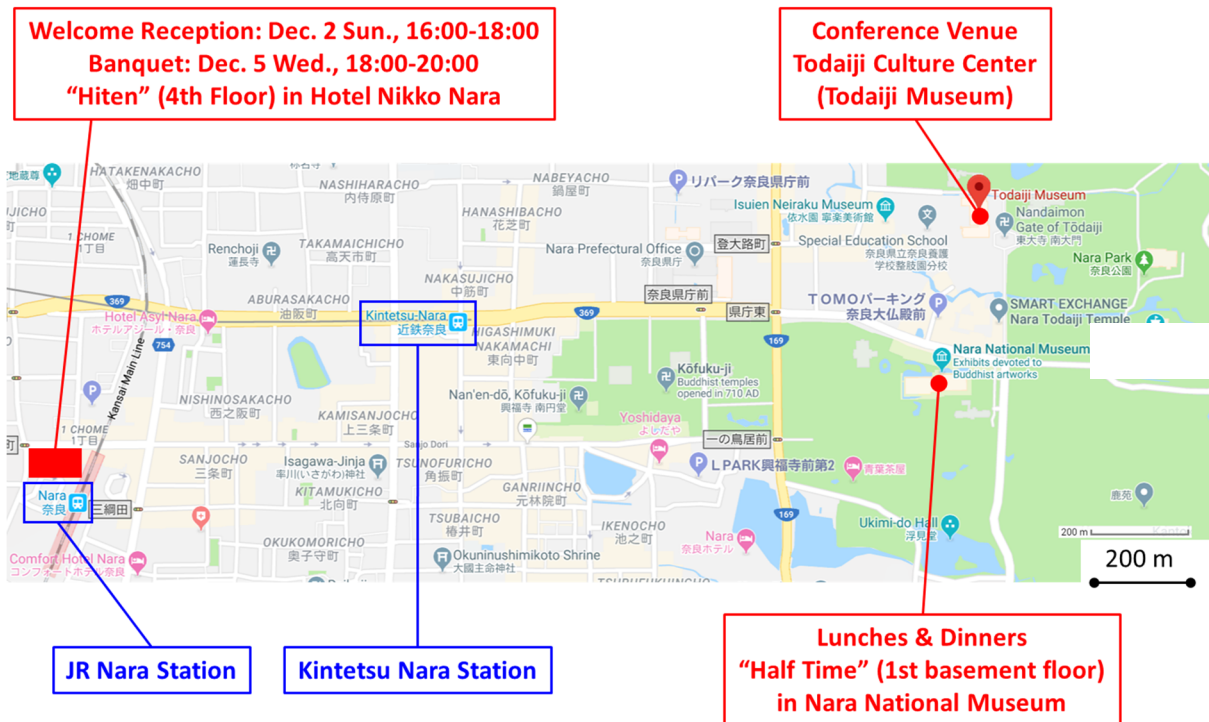 Welcome Reception: Dec. 2 Sun., 16:00-18:00
Banquet: Dec. 5 Wed., 18:00-20:00
“Hiten” (4th Floor) in Hotel Nikko Nara
Conference Venue
Todaiji Culture Center
(Todaiji Museum)
HATAKENAKACHO
畑中町
NASHIHARACHO
内侍原町
NABEYACHO
鍋屋町
リパーク奈良県庁前
Isuien Neiraku Museum
依水園 寧楽美術館
Todaiji Museum
Nandaimon
Gate of Tōdaiji
東大寺 南大門
JUNICHO
HANASHIBACHO
花芝町
1 CHOME
1丁目
Renchoji
蓮長寺
TAKAMAICHICHO
高天市町
Nara Prefectural Office
奈良県庁
登大路町
Special Education School
奈良県立奈良養護
学校整肢園分校
Nara Park
奈良公園
NAKASUJICHO
中筋町
奈良県庁前
369
ABURASAKACHO
油阪町
369
県庁東
TOMOパーキング
奈良大仏殿前
SMART EXCHANGE
Nara Todaiji Temple
Hotel Asyl Nara
ホテルアジール・奈良
Kintetsu-Nara
近鉄奈良
HIGASHIMUKI
NAKAMACHI
東向中町
754
169
Nara National Museum
Exhibits devoted to
Buddhist artworks
Kansai Main Line
Kōfuku-ji
Buddhist temples
opened in 710 AD
NISHINOSAKACHO
西之阪町
Nan'en-dō, Kōfuku-ji
興福寺 南円堂
KAMISANJOCHO
上三条町
Yoshidaya
よしだや
1 CHOME
1丁目
Sanjo Dori
一の鳥居前
SANJOCHO
三条町
Isagawa-Jinja
率川(いさがわ)神社
TSUNOFURICHO
角振町
L PARK興福寺前第2
青葉茶屋
Nara
奈良
三綱田
KITAMUKICHO
北向町
GANRIINCHO
元林院町
鹿苑
TSUBAICHO
椿井町
IKENOCHO
池之町
169
Ukimi-do Hall
浮見堂
OKUKOMORICHO
奥子守町
Nara
奈良ホテル
200 m
Comfort Hotel Nara
コンフォートホテル奈良
Okuninushimikoto Shrine
大國主命神社
200 m
JR Nara Station
Kintetsu Nara Station
Lunches & Dinners
“Half Time” (1st basement floor)
in Nara National Museum